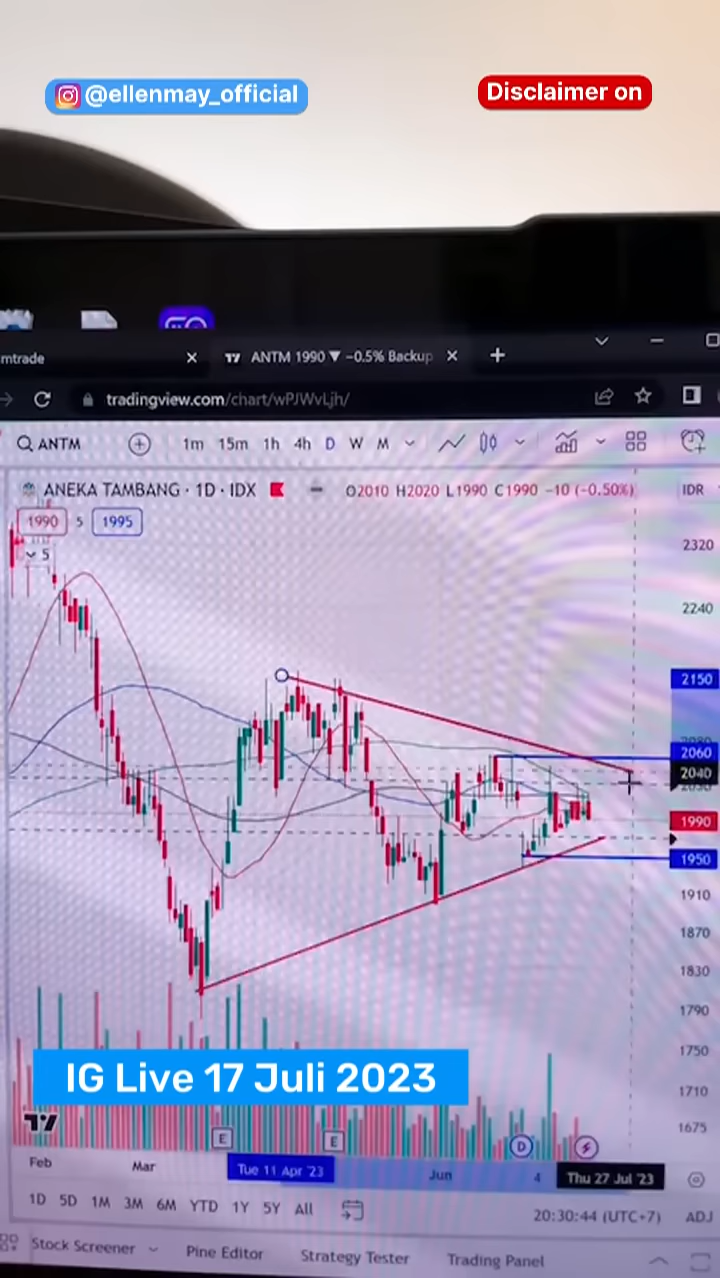 @ellenmay_official
Disclaimer on
mtrade
ANTM 1990 ▼ −0.5% Backup
tradingview.com/chart/wPJWvLjh/
ANTM
1m 15m 1h 4h D W M
ANEKA TAMBANG · 1D · IDX
O2010 H2020 L1990 C1990 −10 (−0.50%)
IDR
1990 5 1995
5
2320
2240
2150
2060
2040
1990
1950
1910
1870
1830
1790
1750
1710
1675
IG Live 17 Juli 2023
E E D
Feb Mar Tue 11 Apr '23 Jun 4 Thu 27 Jul '23
1D 5D 1M 3M 6M YTD 1Y 5Y All
20:30:44 (UTC+7) ADJ
Stock Screener Pine Editor Strategy Tester Trading Panel